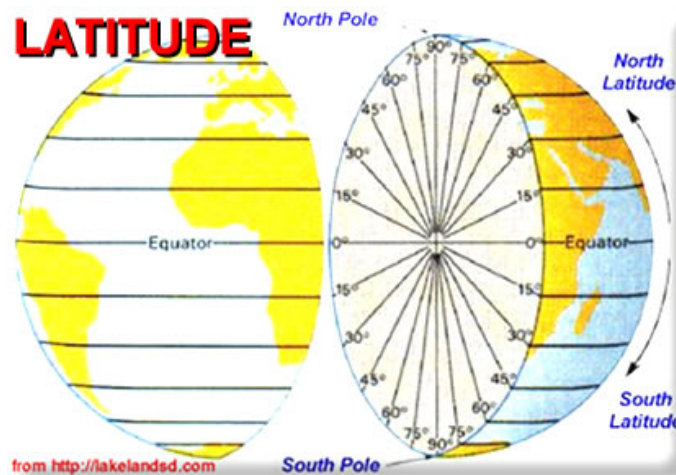 LATITUDE
North Pole
North
Latitude
90°
75°
75°
60°
60°
45°
45°
30°
30°
15°
15°
Equator
0°
0°
Equator
15°
15°
30°
30°
45°
45°
60°
60°
75°
75°
90°
South
Latitude
from http://lakelandsd.com
South Pole